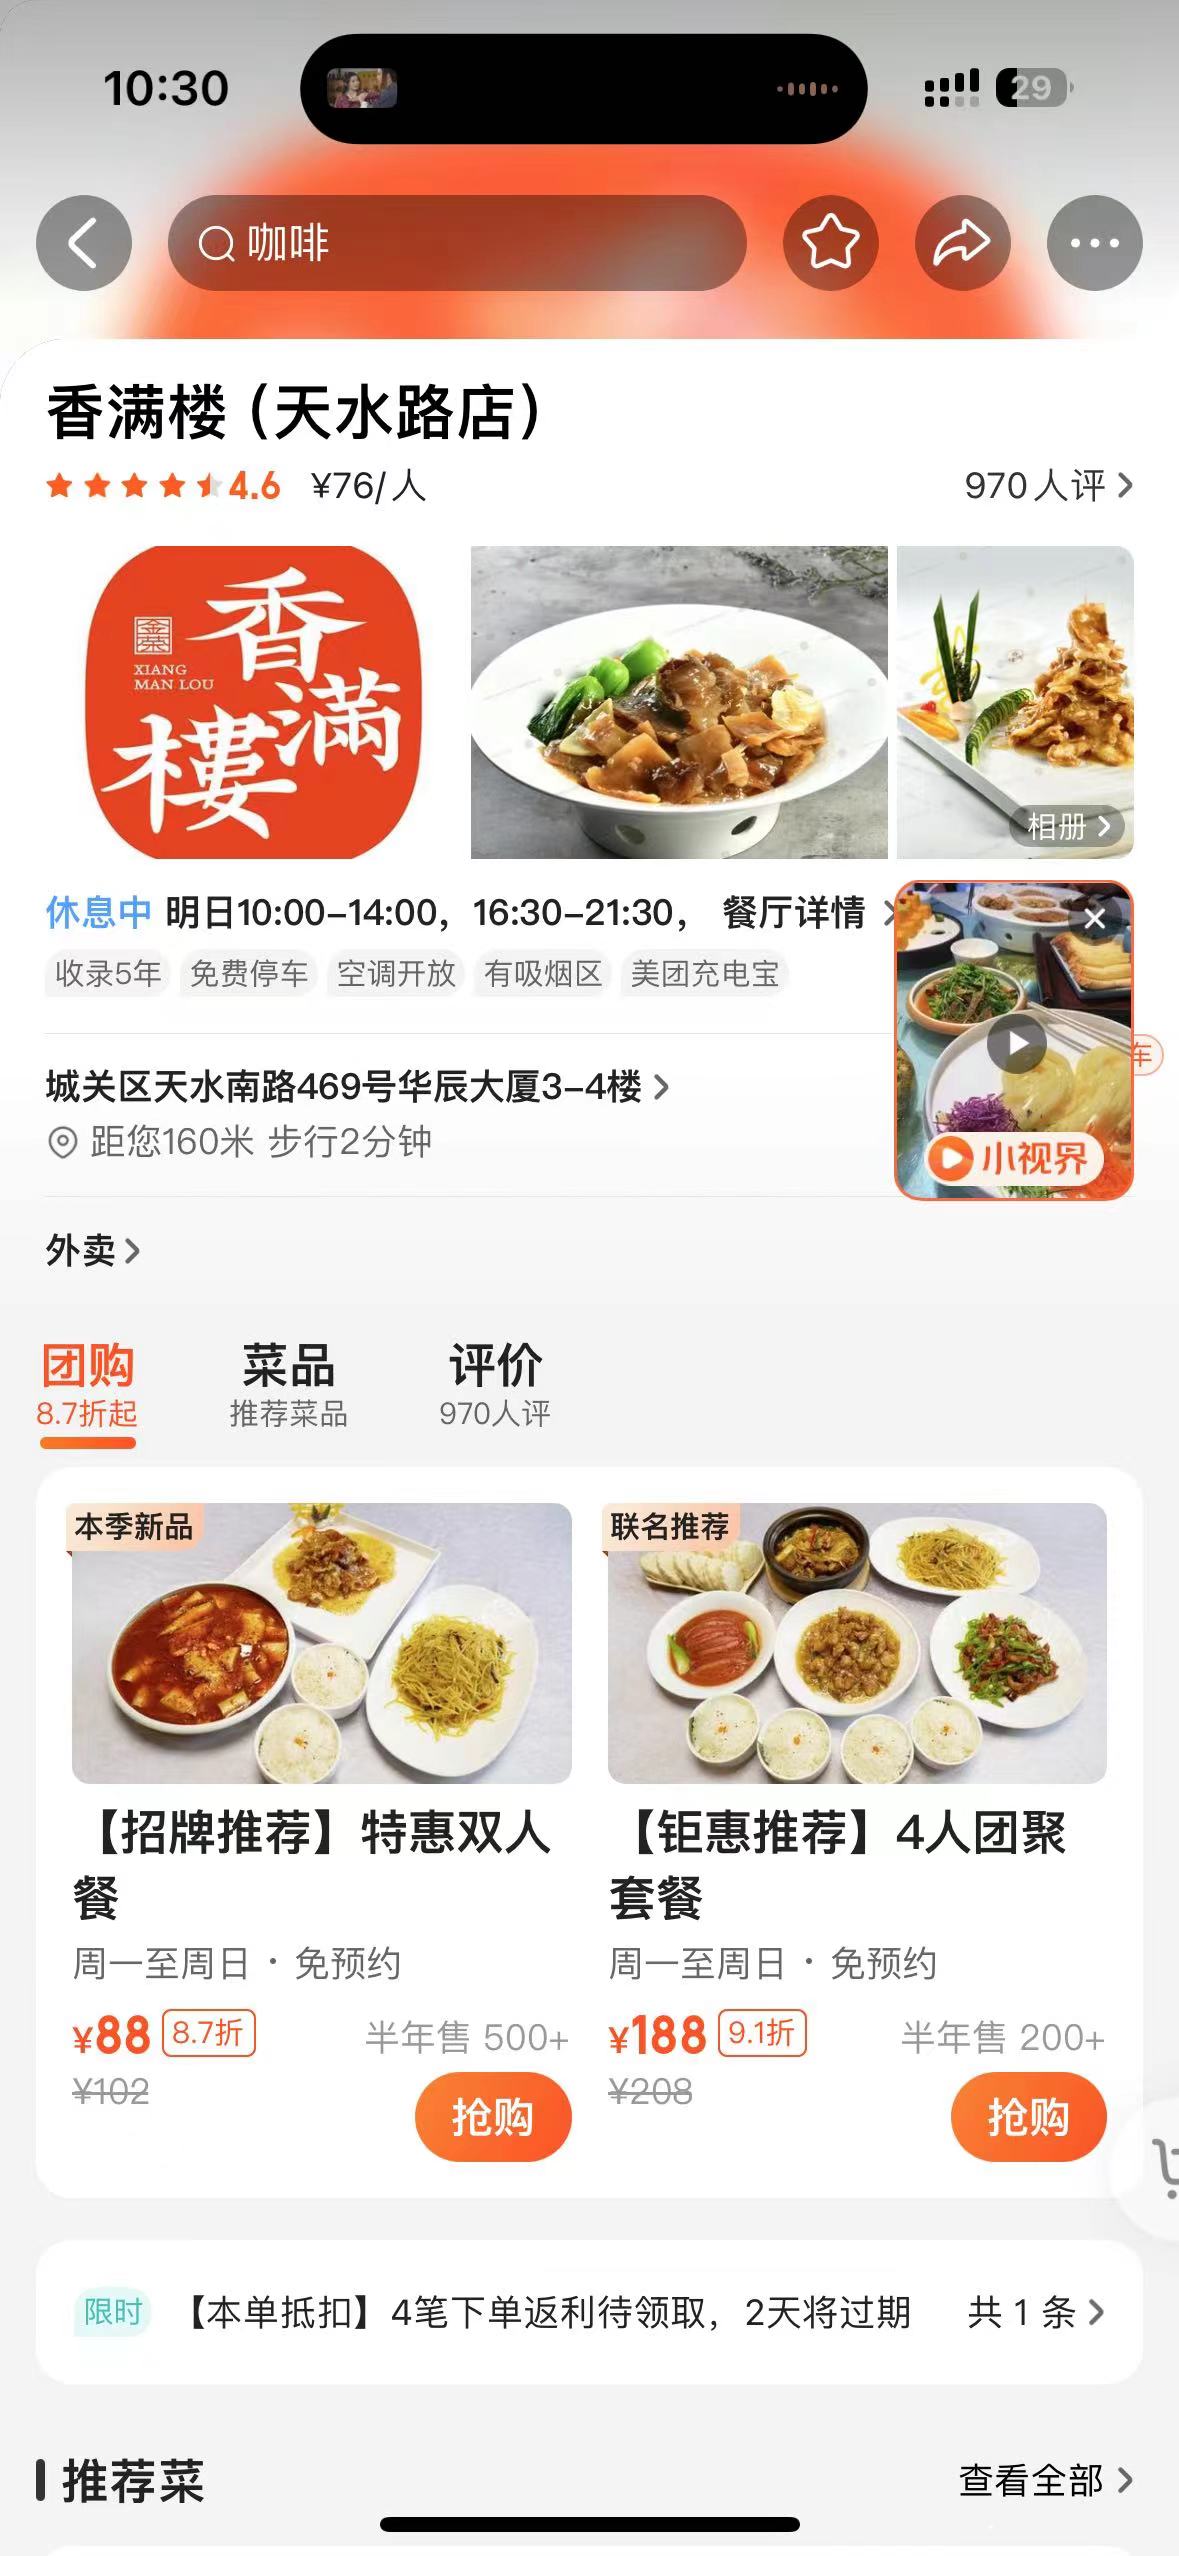 10:30
29
咖啡
香满楼（天水路店）
4.6 ¥76/人 970人评
金荣
XIANG
MAN LOU
香
滿
樓
相册
休息中 明日10:00-14:00，16:30-21:30， 餐厅详情
收录5年 免费停车 空调开放 有吸烟区 美团充电宝
车
城关区天水南路469号华辰大厦3-4楼
距您160米 步行2分钟
小视界
外卖
团购 菜品 评价
8.7折起 推荐菜品 970人评
本季新品
联名推荐
【招牌推荐】特惠双人
餐
周一至周日 · 免预约
¥88 8.7折 半年售 500+
¥102
抢购
【钜惠推荐】4人团聚
套餐
周一至周日 · 免预约
¥188 9.1折 半年售 200+
¥208
抢购
限时 【本单抵扣】4笔下单返利待领取，2天将过期 共 1 条
推荐菜 查看全部